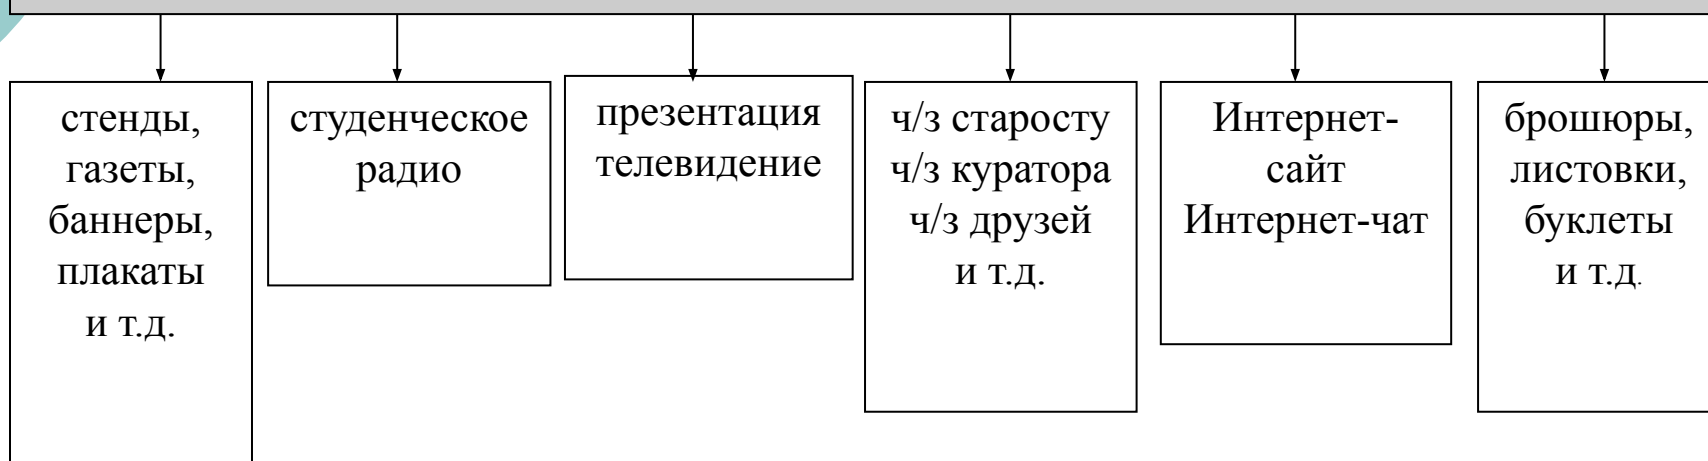 стенды,
газеты,
баннеры,
плакаты
и т.д.
студенческое
радио
презентация
телевидение
ч/з старосту
ч/з куратора
ч/з друзей
и т.д.
Интернет-
сайт
Интернет-чат
брошюры,
листовки,
буклеты
и т.д.